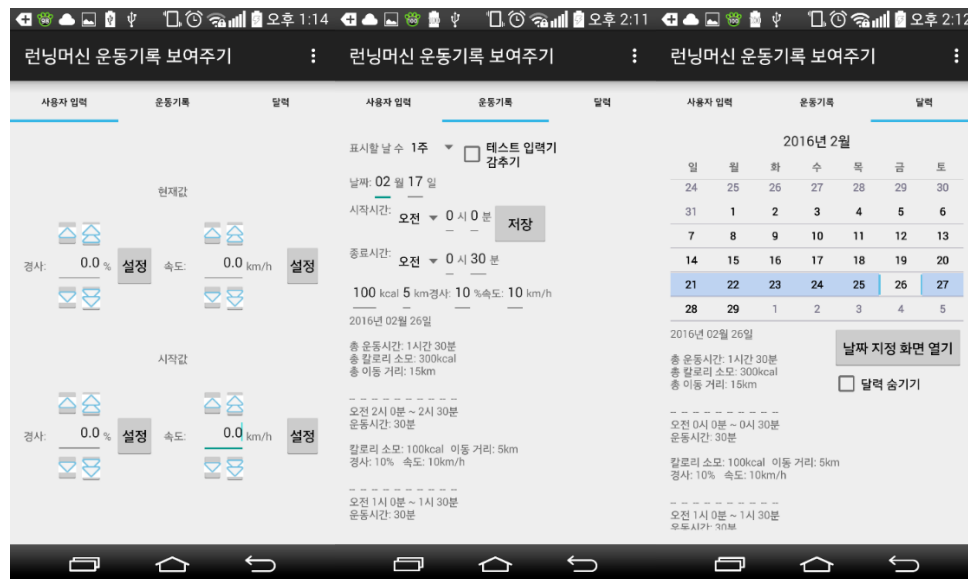 오후 1:14
런닝머신 운동기록 보여주기
사용자 입력 운동기록 달력
현재값
경사: 0.0 % 설정 속도: 0.0 km/h 설정
시작값
경사: 0.0 % 설정 속도: 0.0 km/h 설정
오후 2:11
런닝머신 운동기록 보여주기
사용자 입력 운동기록 달력
표시할 날 수 1주 테스트 입력기 감추기
날짜: 02 월 17 일
시작시간: 오전 0 시 0 분 저장
종료시간: 오전 0 시 30 분
100 kcal 5 km경사: 10 %속도: 10 km/h
2016년 02월 26일
총 운동시간: 1시간 30분
총 칼로리 소모: 300kcal
총 이동 거리: 15km
_ _ _ _ _ _ _ _ _ _
오전 2시 0분 ~ 2시 30분
운동시간: 30분
칼로리 소모: 100kcal 이동 거리: 5km
경사: 10% 속도: 10km/h
_ _ _ _ _ _ _ _ _ _
오전 1시 0분 ~ 1시 30분
운동시간: 30분
오후 2:12
런닝머신 운동기록 보여주기
사용자 입력 운동기록 달력
2016년 2월
일 월 화 수 목 금 토
24 25 26 27 28 29 30
31 1 2 3 4 5 6
7 8 9 10 11 12 13
14 15 16 17 18 19 20
21 22 23 24 25 26 27
28 29 1 2 3 4 5
2016년 02월 26일
날짜 지정 화면 열기
총 운동시간: 1시간 30분
총 칼로리 소모: 300kcal
총 이동 거리: 15km
달력 숨기기
_ _ _ _ _ _ _ _ _ _
오전 0시 0분 ~ 0시 30분
운동시간: 30분
칼로리 소모: 100kcal 이동 거리: 5km
경사: 10% 속도: 10km/h
_ _ _ _ _ _ _ _ _ _
오전 1시 0분 ~ 1시 30분
운동시간: 30분